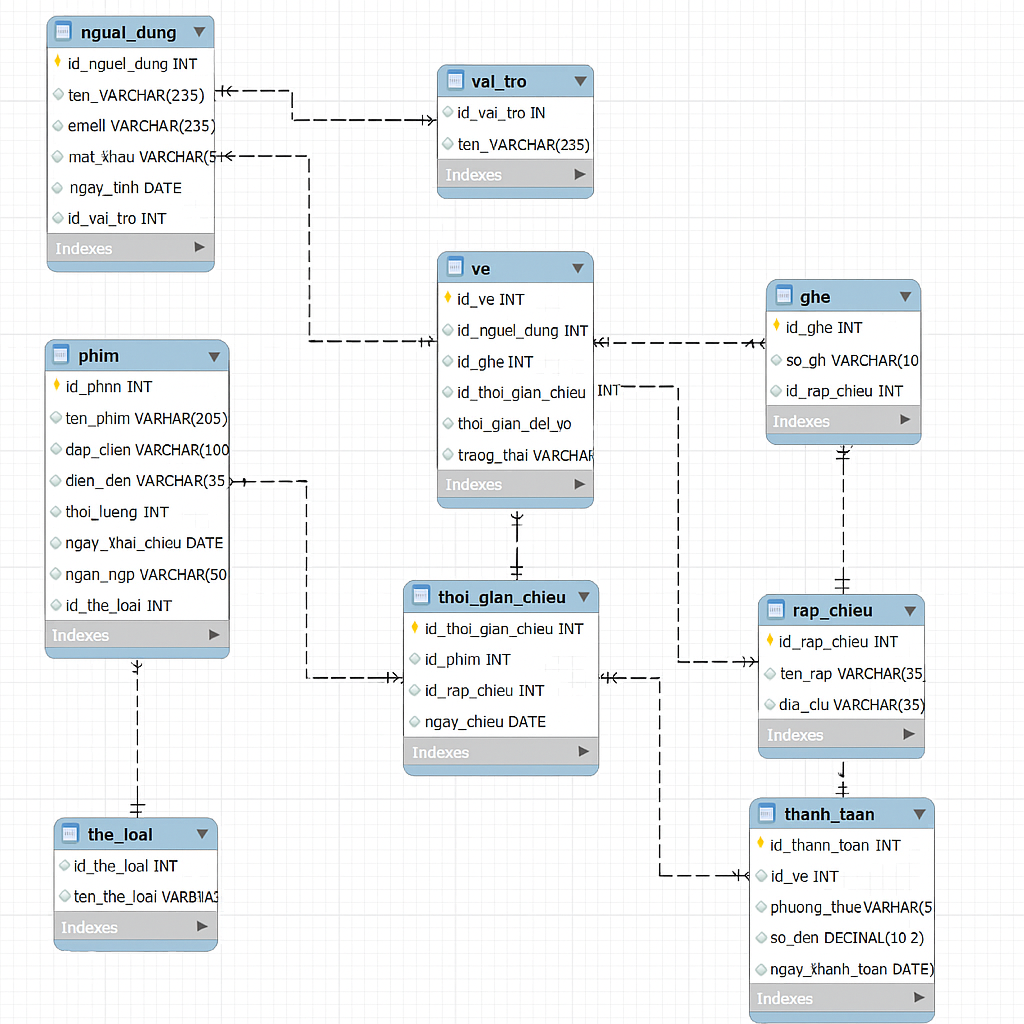 ngual_dung
id_nguel_dung INT
ten_VARCHAR(235)
emell VARCHAR(235)
mat_khau VARCHAR(5
ngay_tinh DATE
id_vai_tro INT
Indexes
val_tro
id_vai_tro IN
ten_VARCHAR(235)
Indexes
ve
id_ve INT
id_nguel_dung INT
id_ghe INT
id_thoi_gian_chieu INT
thoi_gian_del_vo
traog_thai VARCHAR
Indexes
ghe
id_ghe INT
so_gh VARCHAR(10
id_rap_chieu INT
Indexes
phim
id_phnn INT
ten_phim VARHAR(205)
dap_clien VARCHAR(100
dien_den VARCHAR(35
thoi_lueng INT
ngay_khai_chieu DATE
ngan_ngp VARCHAR(50
id_the_loai INT
Indexes
thoi_glan_chieu
id_thoi_gian_chieu INT
id_phim INT
id_rap_chieu INT
ngay_chieu DATE
Indexes
rap_chieu
id_rap_chieu INT
ten_rap VARCHAR(35)
dia_clu VARCHAR(35)
Indexes
the_loal
id_the_loal INT
ten_the_loai
Indexes
thanh_taan
id_thann_toan INT
id_ve INT
phuong_thue VARHAR(5
so_den DECINAL(10 2)
ngay_khanh_toan DATE)
Indexes